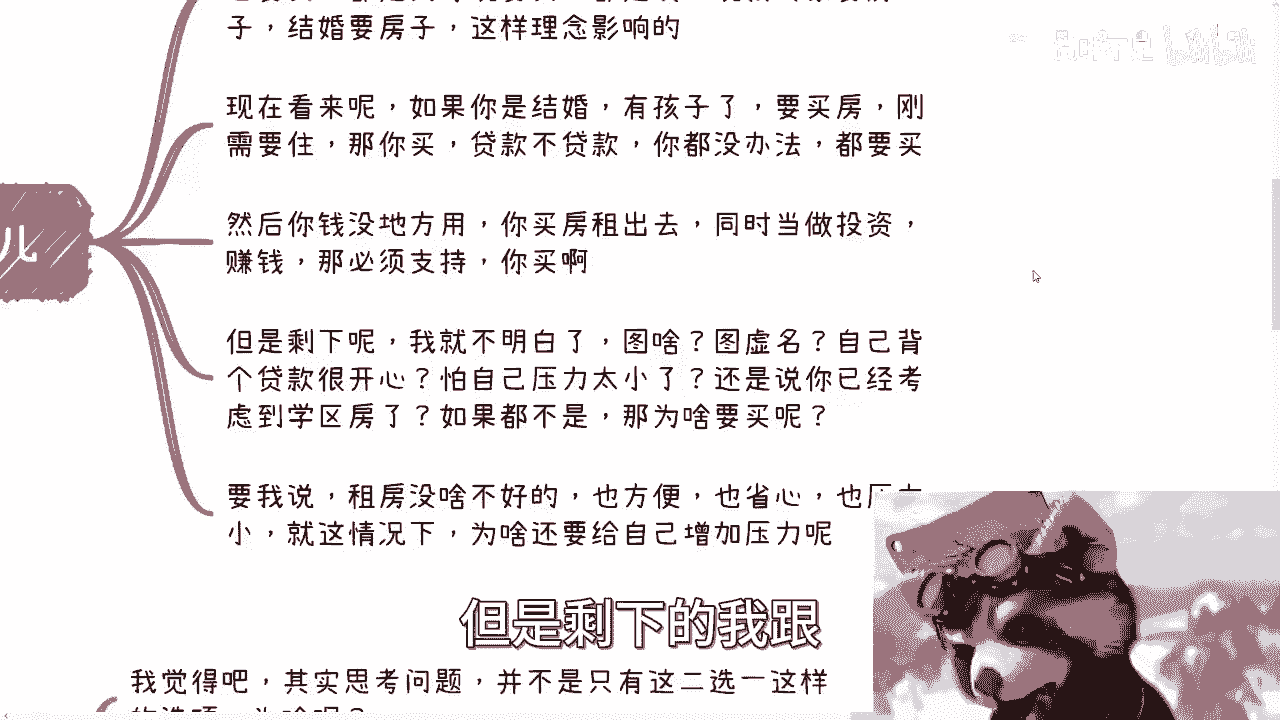 子，结婚要房子，这样理念影响的
现在看来呢，如果你是结婚，有孩子了，要买房，刚
需要住，那你买，贷款不贷款，你都没办法，都要买
然后你钱没地方用，你买房租出去，同时当做投资，
赚钱，那必须支持，你买啊
儿
但是剩下呢，我就不明白了，图啥？图虚名？自己背
个贷款很开心？怕自己压力太小了？还是说你已经考
虑到学区房了？如果都不是，那为啥要买呢？
要我说，租房没啥不好的，也方便，也省心，也压力
小，就这情况下，为啥还要给自己增加压力呢
但是剩下的我跟
我觉得吧，其实思考问题，并不是只有这二选一这样